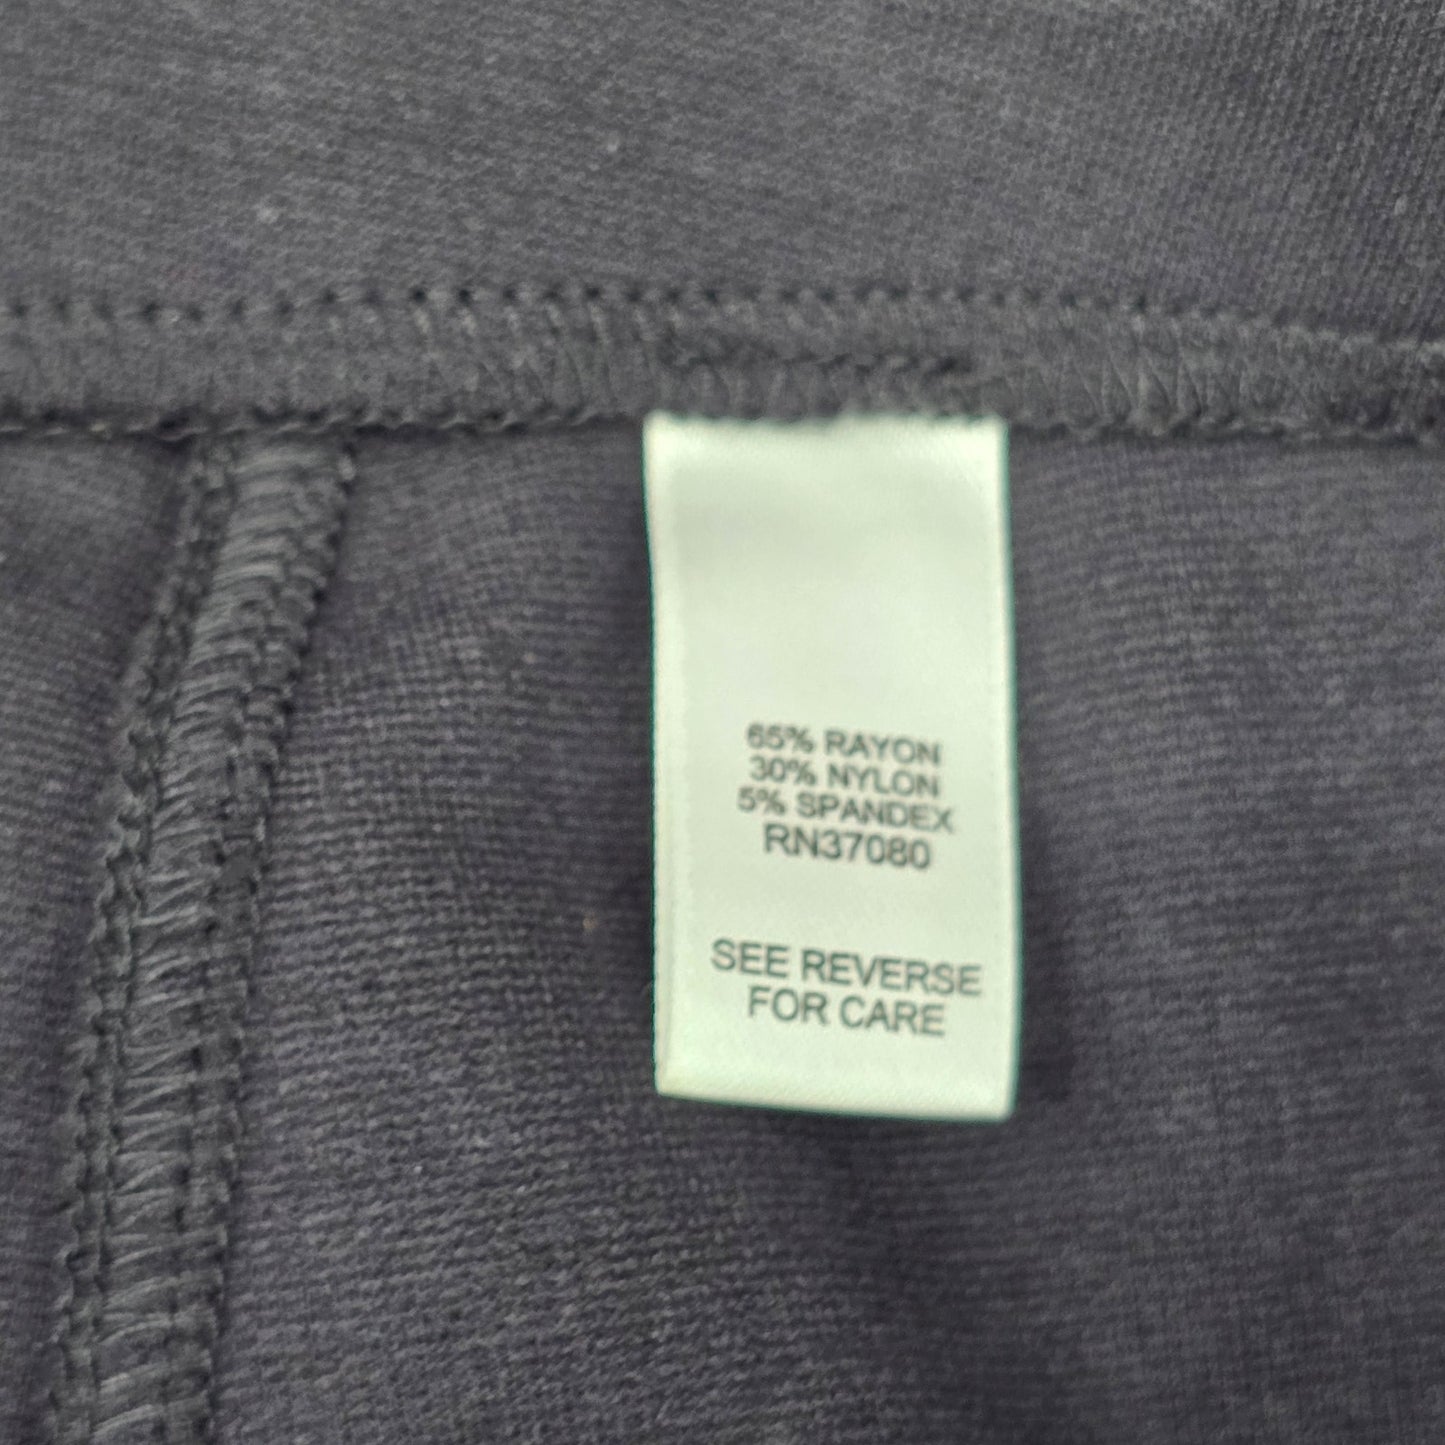 65% RAYON
30% NYLON
5% SPANDEX
RN37080
SEE REVERSE
FOR CARE